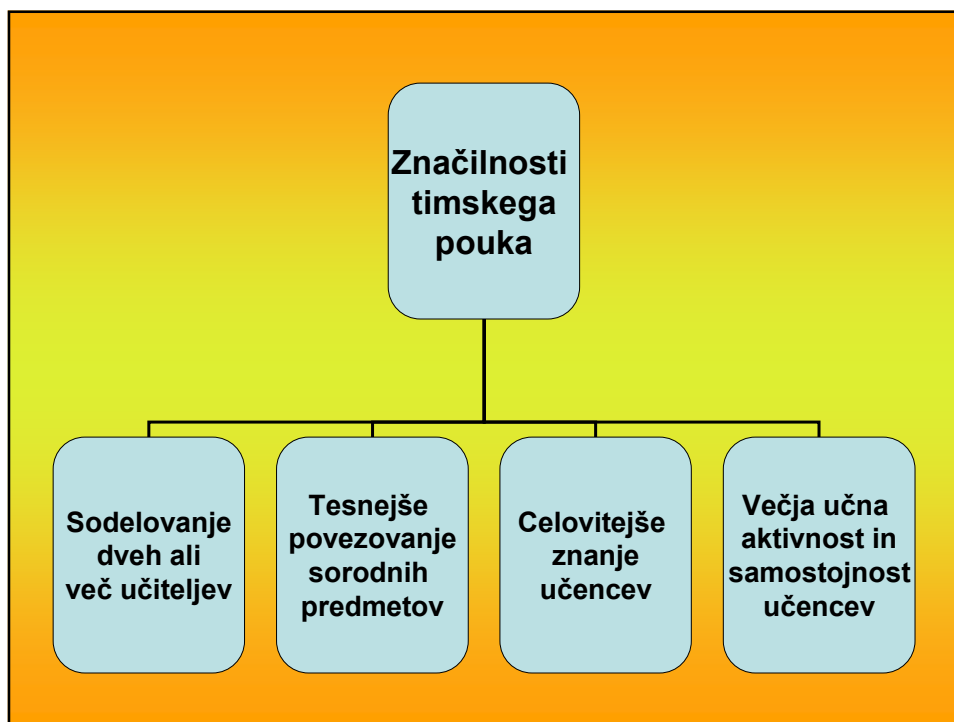 Značilnosti
timskega
pouka
Sodelovanje
dveh ali
več učiteljev
Tesnejše
povezovanje
sorodnih
predmetov
Celovitejše
znanje
učencev
Večja učna
aktivnost in
samostojnost
učencev